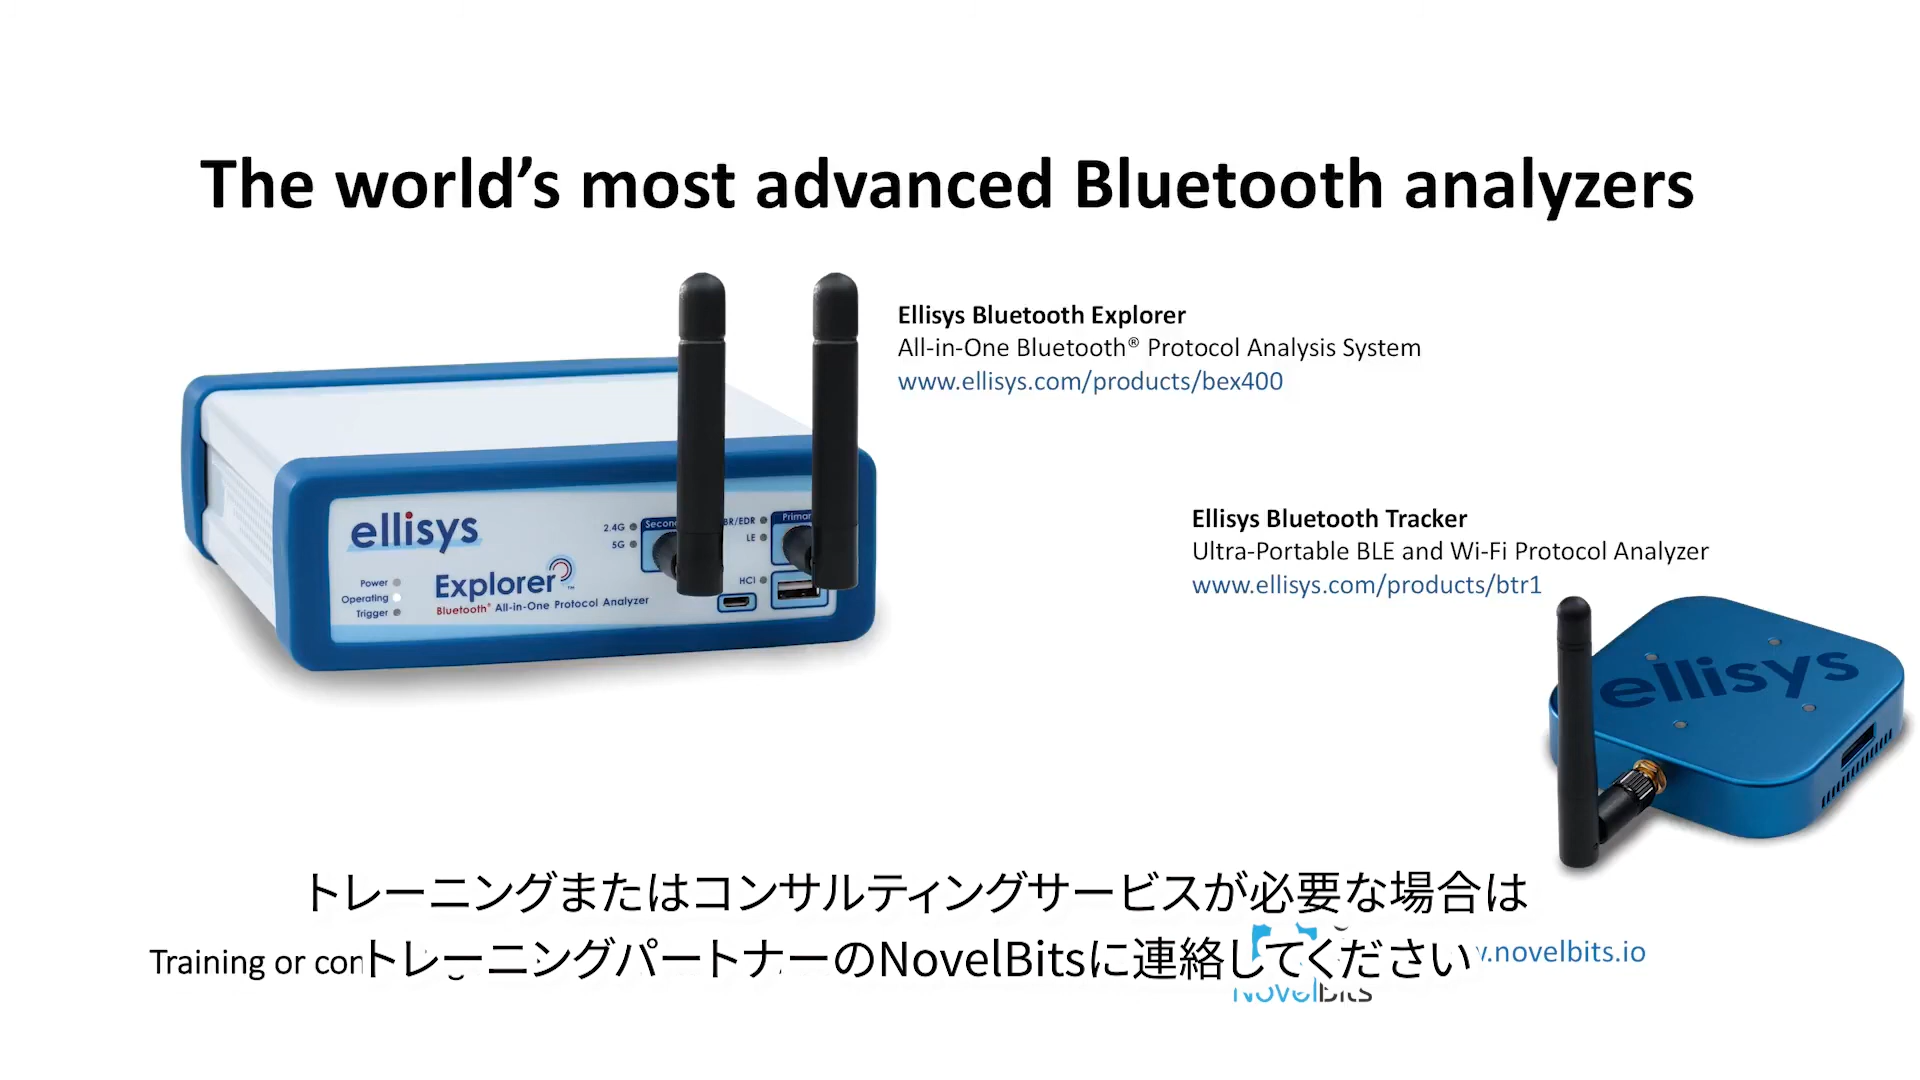 The world’s most advanced Bluetooth analyzers
Ellisys Bluetooth Explorer
All-in-One Bluetooth® Protocol Analysis System
www.ellisys.com/products/bex400
ellisys
Power
Operating
Trigger
Explorer™
Bluetooth® All-in-One Protocol Analyzer
2.4G
5G
BR/EDR
LE
HCI
Ellisys Bluetooth Tracker
Ultra-Portable BLE and Wi-Fi Protocol Analyzer
www.ellisys.com/products/btr1
ellisys
トレーニングまたはコンサルティングサービスが必要な場合は
Training or
トレーニングパートナーのNovelBitsに連絡してください
.novelbits.io
NovelBits